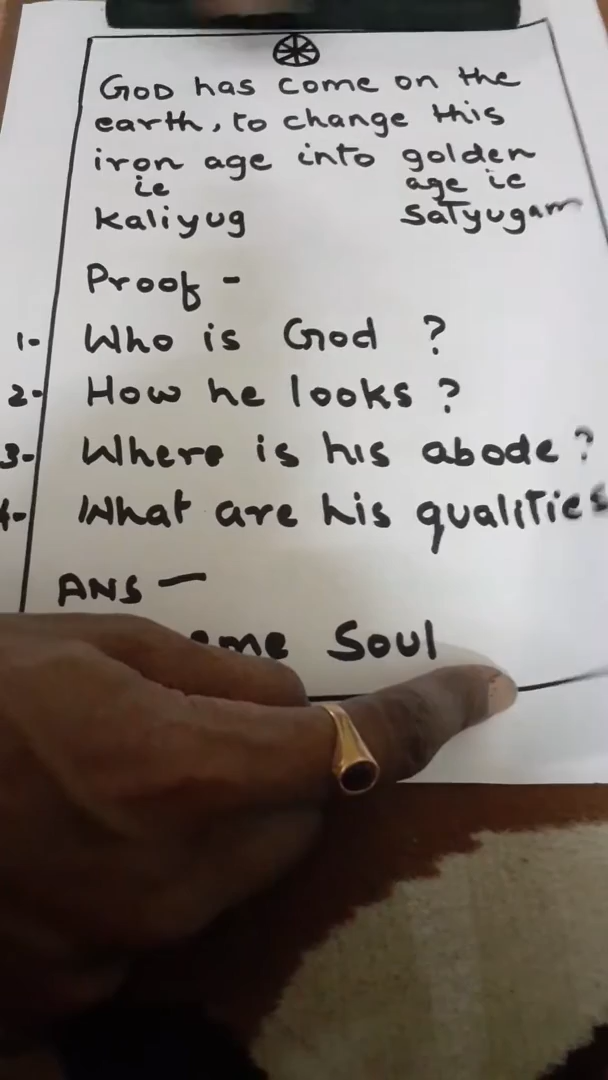 GOD has come on the
earth, to change this
iron age into golden
ie age ie
kaliyug satyugam
Proof -
1- Who is God ?
2- How he looks ?
3- Where is his abode ?
4- What are his qualities
ANS -
Soul